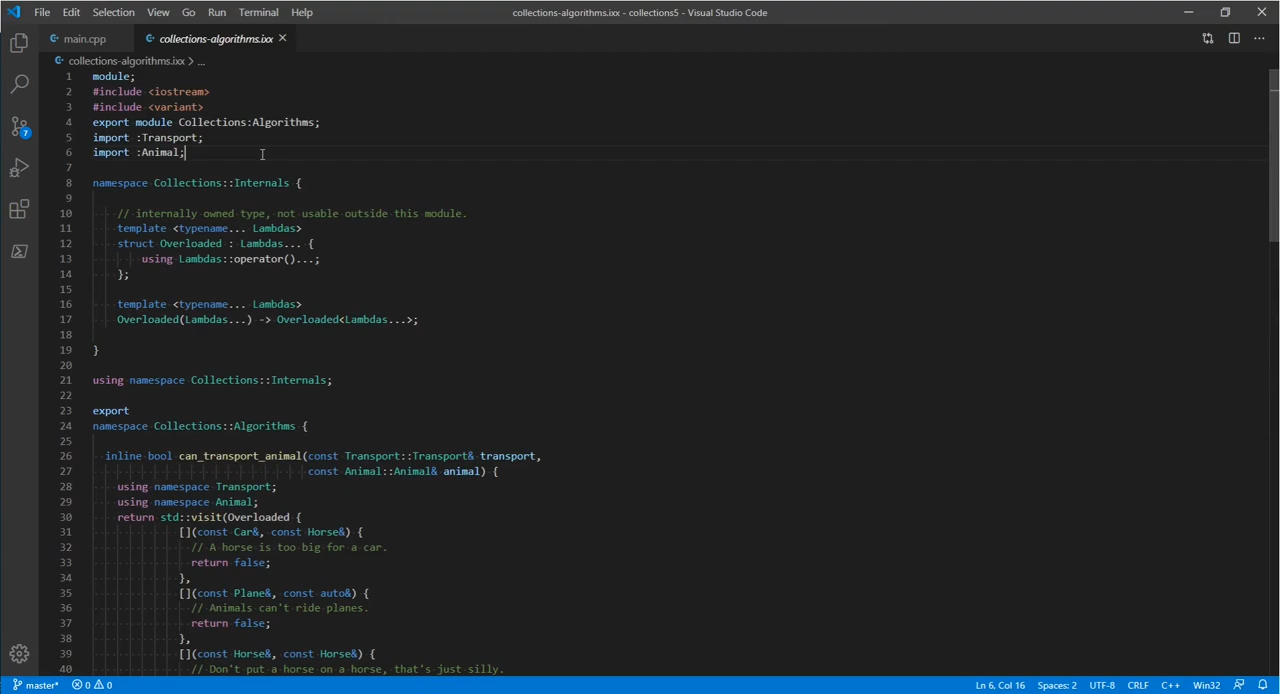 File Edit Selection View Go Run Terminal Help
collections-algorithms.ixx - collections5 - Visual Studio Code
main.cpp
collections-algorithms.ixx
collections-algorithms.ixx > ...
1 module;
2 #include <iostream>
3 #include <variant>
4 export module Collections:Algorithms;
5 import :Transport;
6 import :Animal;
7
8 namespace Collections::Internals {
9
10 // internally owned type, not usable outside this module.
11 template <typename... Lambdas>
12 struct Overloaded : Lambdas... {
13 using Lambdas::operator()...;
14 };
15
16 template <typename... Lambdas>
17 Overloaded(Lambdas...) -> Overloaded<Lambdas...>;
18
19 }
20
21 using namespace Collections::Internals;
22
23 export
24 namespace Collections::Algorithms {
25
26 inline bool can_transport_animal(const Transport::Transport& transport,
27 const Animal::Animal& animal) {
28 using namespace Transport;
29 using namespace Animal;
30 return std::visit(Overloaded {
31 [](const Car&, const Horse&) {
32 // A horse is too big for a car.
33 return false;
34 },
35 [](const Plane&, const auto&) {
36 // Animals can't ride planes.
37 return false;
38 },
39 [](const Horse&, const Horse&) {
40 // Don't put a horse on a horse, that's just silly.
7
master* 0 0
Ln 6, Col 16 Spaces: 2 UTF-8 CRLF C++ Win32